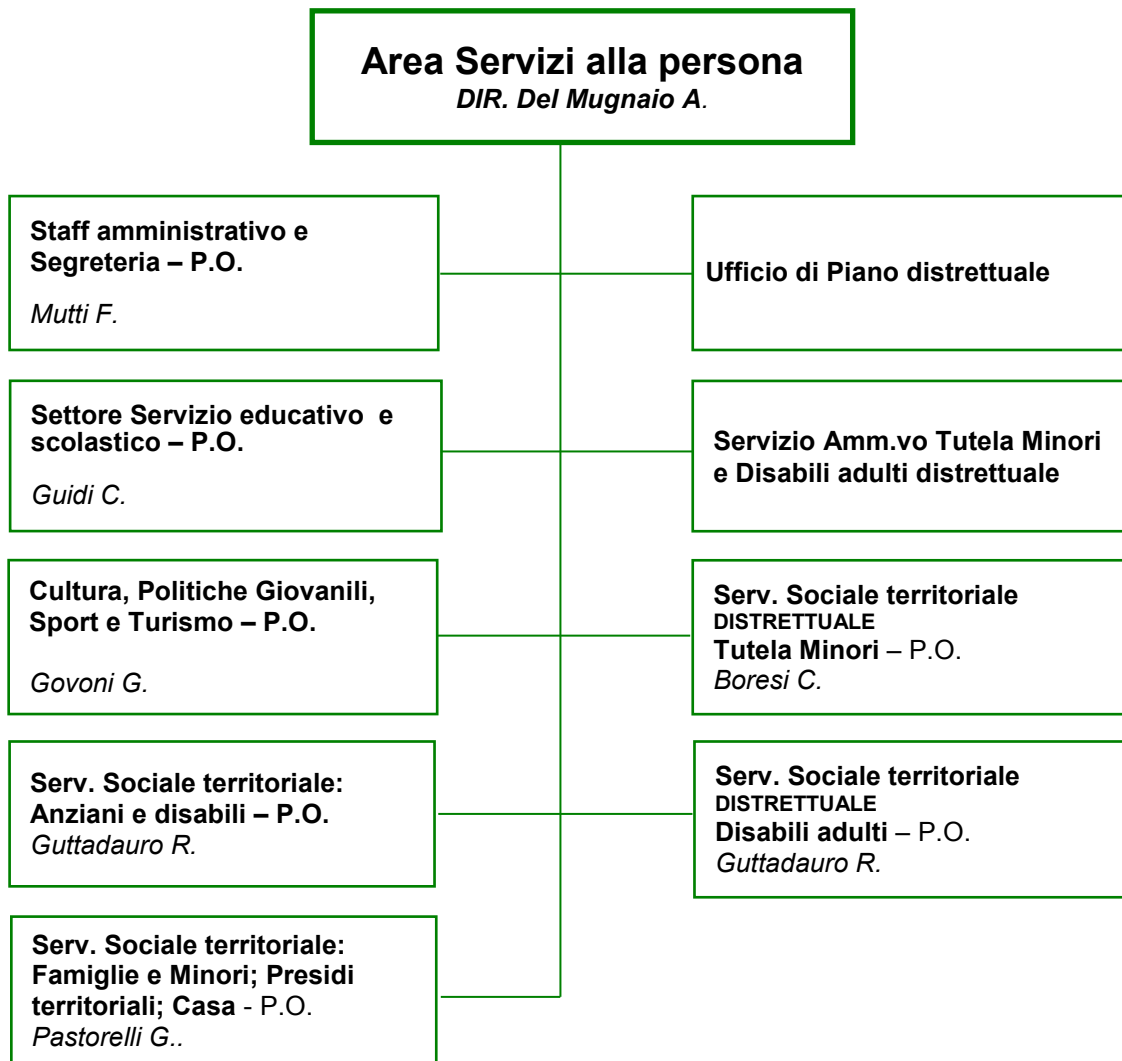 Area Servizi alla persona
DIR. Del Mugnaio A.
Staff amministrativo e
Segreteria – P.O.
Mutti F.
Ufficio di Piano distrettuale
Settore Servizio educativo e
scolastico – P.O.
Guidi C.
Servizio Amm.vo Tutela Minori
e Disabili adulti distrettuale
Cultura, Politiche Giovanili,
Sport e Turismo – P.O.
Govoni G.
Serv. Sociale territoriale
DISTRETTUALE
Tutela Minori – P.O.
Boresi C.
Serv. Sociale territoriale:
Anziani e disabili – P.O.
Guttadauro R.
Serv. Sociale territoriale
DISTRETTUALE
Disabili adulti – P.O.
Guttadauro R.
Serv. Sociale territoriale:
Famiglie e Minori; Presidi
territoriali; Casa - P.O.
Pastorelli G..